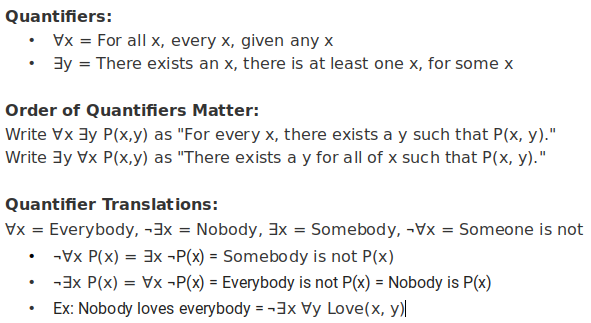 Quantifiers:
• ∀x = For all x, every x, given any x
• ∃y = There exists an x, there is at least one x, for some x
Order of Quantifiers Matter:
Write ∀x ∃y P(x,y) as "For every x, there exists a y such that P(x, y)."
Write ∃y ∀x P(x,y) as "There exists a y for all of x such that P(x, y)."
Quantifier Translations:
∀x = Everybody, ¬∃x = Nobody, ∃x = Somebody, ¬∀x = Someone is not
• ¬∀x P(x) = ∃x ¬P(x) = Somebody is not P(x)
• ¬∃x P(x) = ∀x ¬P(x) = Everybody is not P(x) = Nobody is P(x)
• Ex: Nobody loves everybody = ¬∃x ∀y Love(x, y)